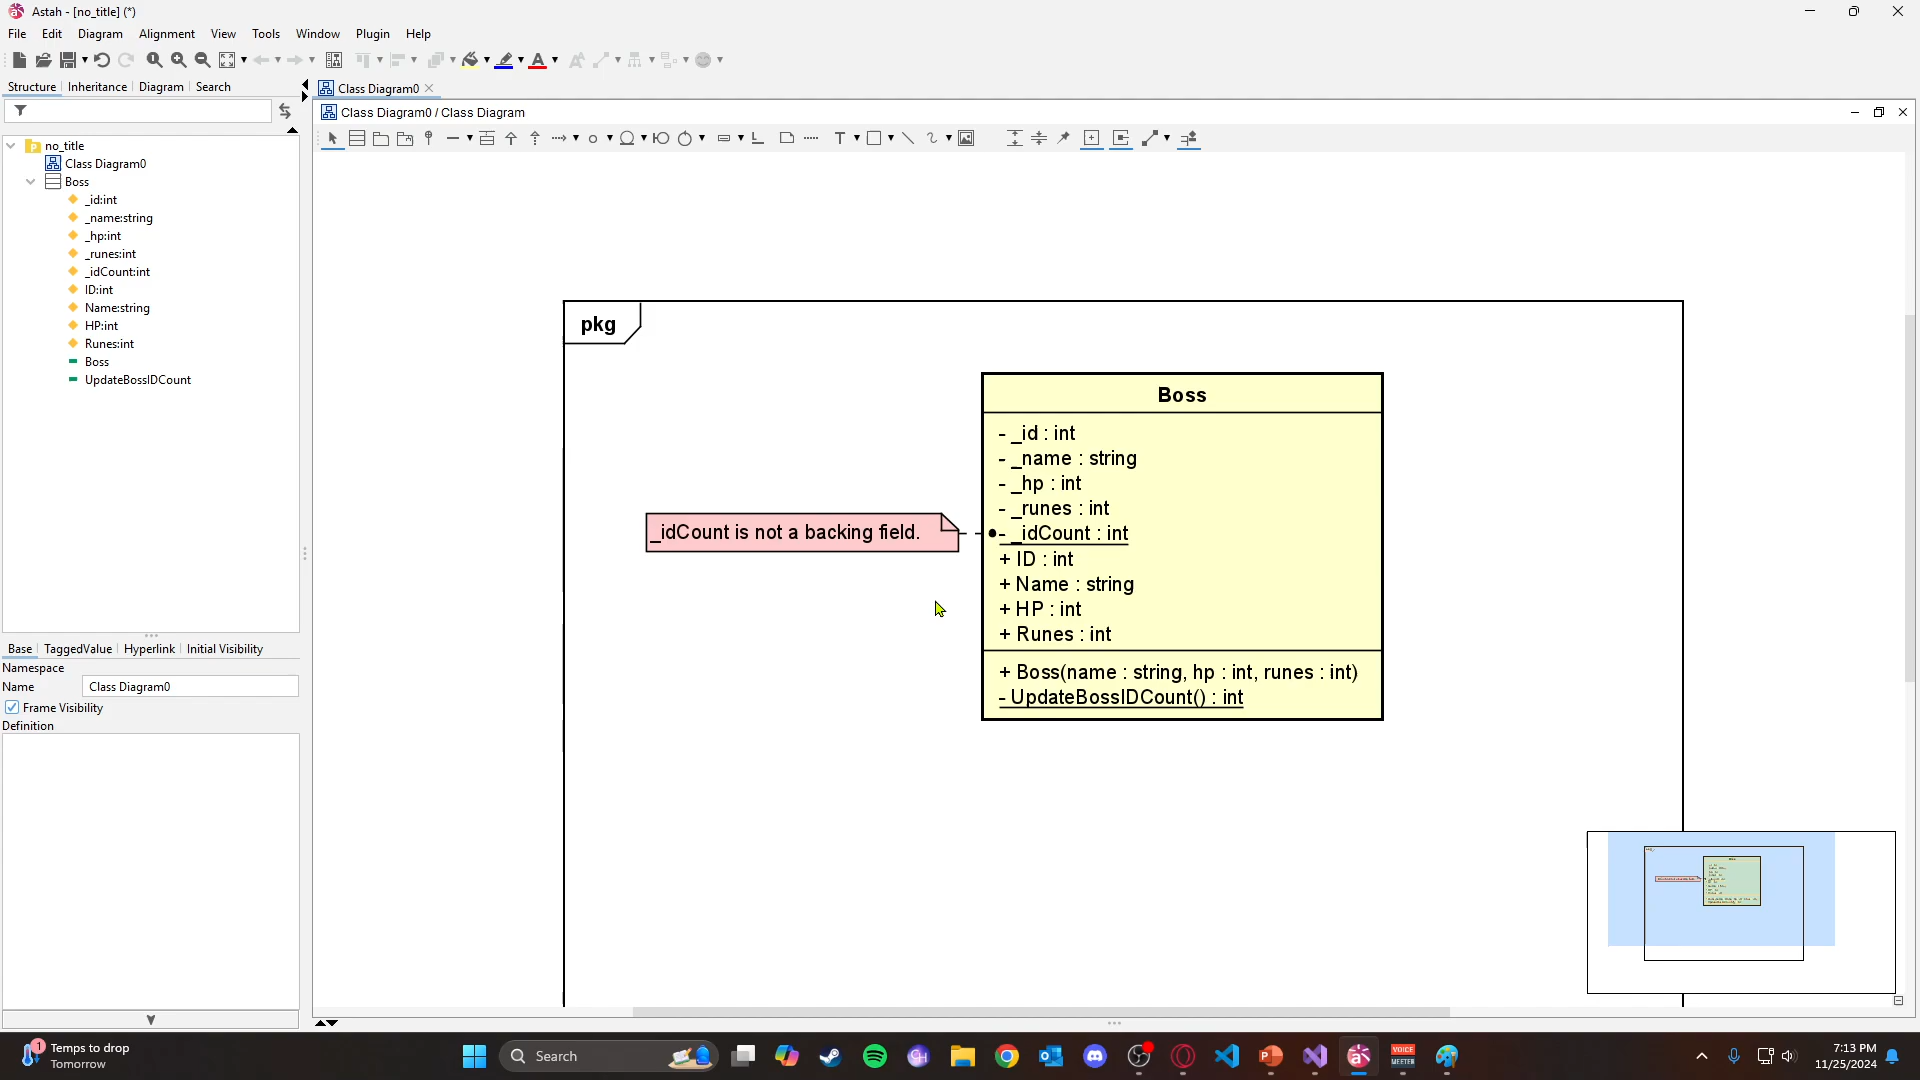 Astah - [no_title] (*)
File Edit Diagram Alignment View Tools Window Plugin Help
Structure Inheritance Diagram Search
Class Diagram0
Class Diagram0 / Class Diagram
no_title
Class Diagram0
Boss
_id:int
_name:string
_hp:int
_runes:int
_idCount:int
ID:int
Name:string
HP:int
Runes:int
Boss
UpdateBossIDCount
pkg
Boss
- _id : int
- _name : string
- _hp : int
- _runes : int
- _idCount : int
+ ID : int
+ Name : string
+ HP : int
+ Runes : int
+ Boss(name : string, hp : int, runes : int)
- UpdateBossIDCount() : int
_idCount is not a backing field.
Base TaggedValue Hyperlink Initial Visibility
Namespace
Name Class Diagram0
Frame Visibility
Definition
1
Temps to drop
Tomorrow
Search
VOICE
MEETER
7:13 PM
11/25/2024